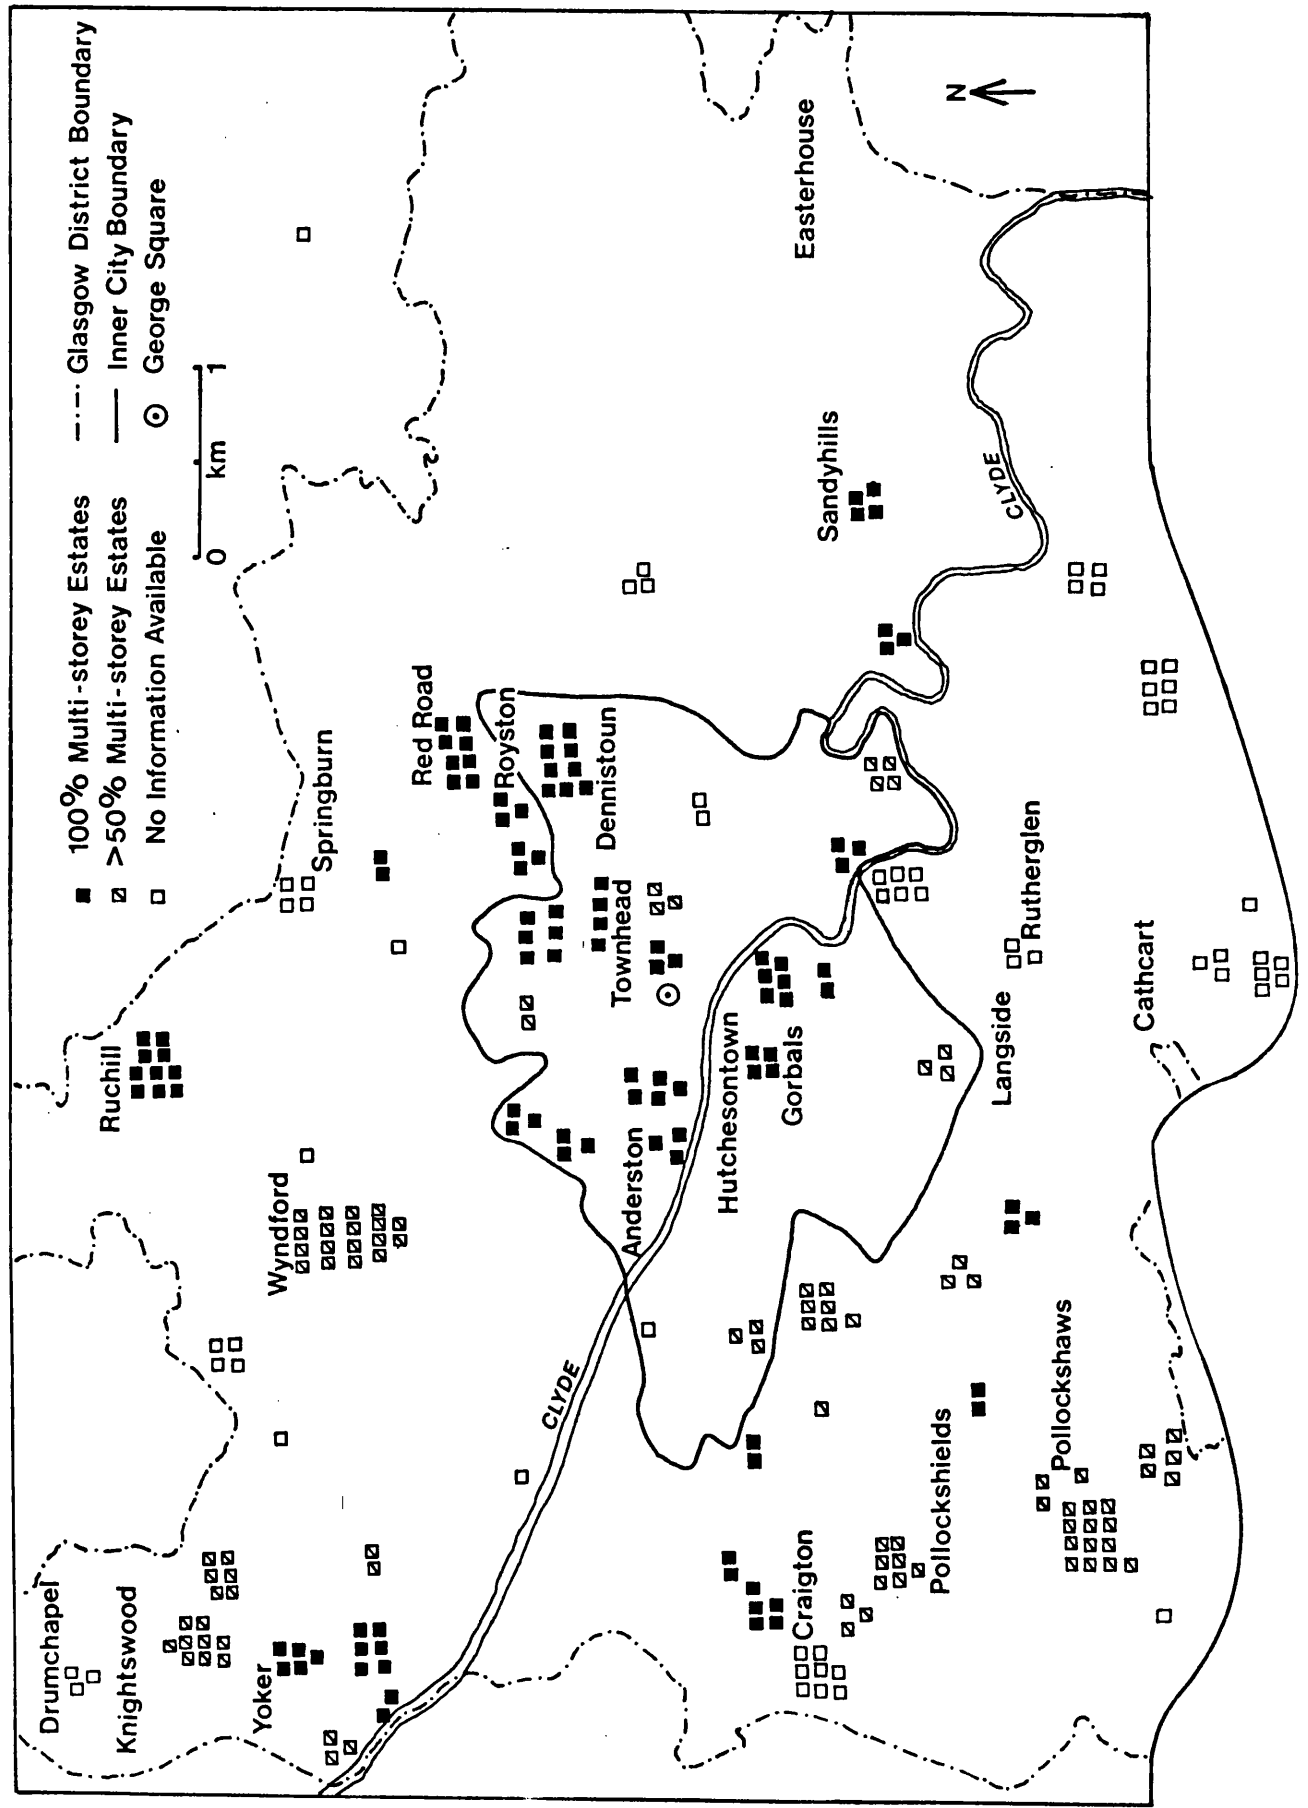 100% Multi-storey Estates
>50% Multi-storey Estates
No Information Available
Glasgow District Boundary
Inner City Boundary
George Square
0 km 1
Drumchapel
Knightswood
Yoker
Wyndford
Ruchill
Springburn
Red Road
Royston
Dennistoun
Townhead
Anderston
CLYDE
Hutchesontown
Gorbals
Craigton
Pollockshields
Pollockshaws
Langside
Rutherglen
Cathcart
Sandyhills
CLYDE
Easterhouse
N